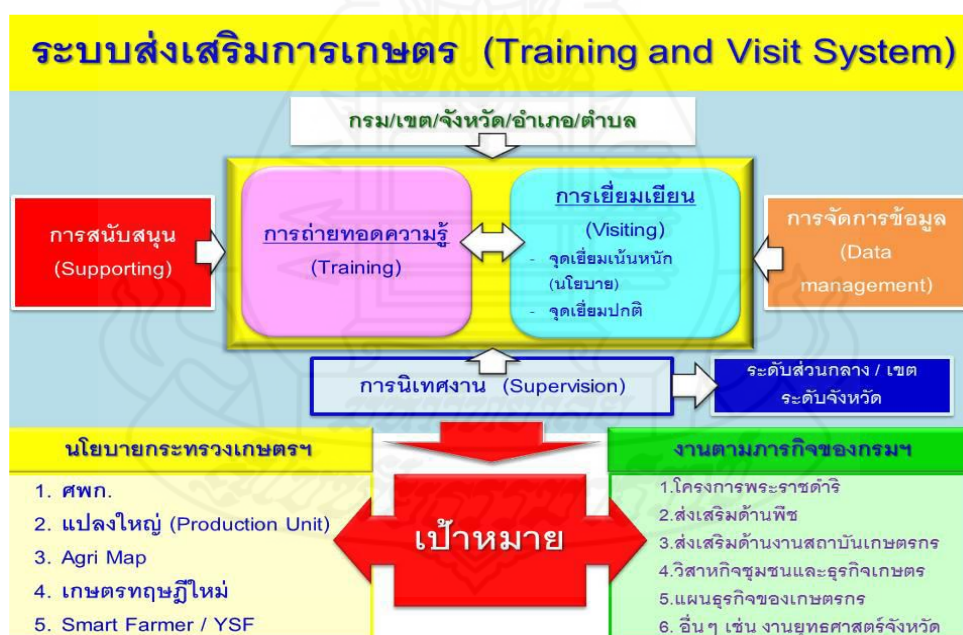 ระบบส่งเสริมการเกษตร (Training and Visit System)
กรม/เขต/จังหวัด/อำเภอ/ตำบล
การสนับสนุน
(Supporting)
การถ่ายทอดความรู้
(Training)
การเยี่ยมเยียน
(Visiting)
- จุดเยี่ยมเน้นหนัก
(นโยบาย)
- จุดเยี่ยมปกติ
การจัดการข้อมูล
(Data
management)
การนิเทศงาน (Supervision)
ระดับส่วนกลาง / เขต
ระดับจังหวัด
นโยบายกระทรวงเกษตรฯ
1. ศพก.
2. แปลงใหญ่ (Production Unit)
3. Agri Map
4. เกษตรทฤษฎีใหม่
5. Smart Farmer / YSF
เป้าหมาย
งานตามภารกิจของกรมฯ
1.โครงการพระราชดำริ
2.ส่งเสริมด้านพืช
3.ส่งเสริมด้านงานสถาบันเกษตรกร
4.วิสาหกิจชุมชนและธุรกิจเกษตร
5.แผนธุรกิจของเกษตรกร
6. อื่นๆ เช่น งานยุทธศาสตร์จังหวัด